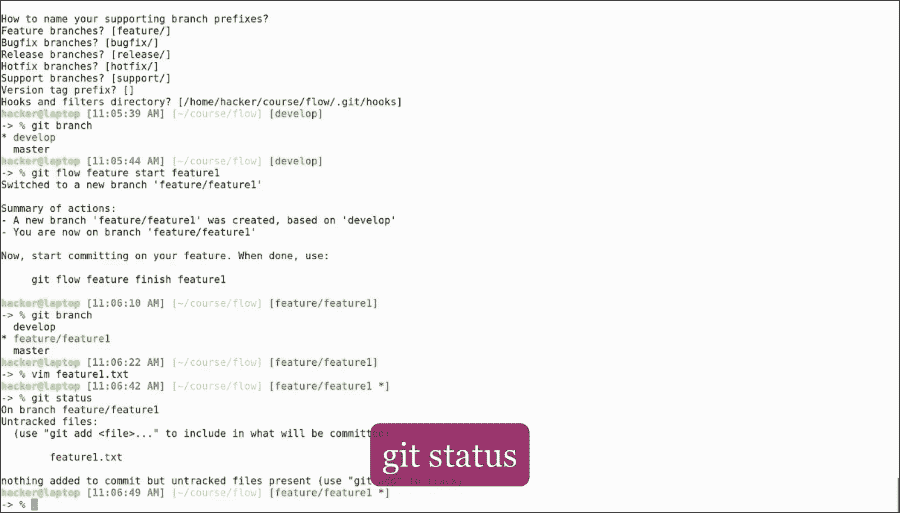 How to name your supporting branch prefixes?
Feature branches? [feature/]
Bugfix branches? [bugfix/]
Release branches? [release/]
Hotfix branches? [hotfix/]
Support branches? [support/]
Version tag prefix? []
Hooks and filters directory? [/home/hacker/course/flow/.git/hooks]
hacker@laptop [11:05:39 AM] [~/course/flow] [develop]
-> % git branch
* develop
master
hacker@laptop [11:05:44 AM] [~/course/flow] [develop]
-> % git flow feature start feature1
Switched to a new branch 'feature/feature1'
Summary of actions:
- A new branch 'feature/feature1' was created, based on 'develop'
- You are now on branch 'feature/feature1'
Now, start committing on your feature. When done, use:
git flow feature finish feature1
hacker@laptop [11:06:10 AM] [~/course/flow] [feature/feature1]
-> % git branch
develop
* feature/feature1
master
hacker@laptop [11:06:22 AM] [~/course/flow] [feature/feature1]
-> % vim feature1.txt
hacker@laptop [11:06:42 AM] [~/course/flow] [feature/feature1 *]
-> % git status
On branch feature/feature1
Untracked files:
(use "git add <file>..." to include in what will be committed)
feature1.txt
git status
nothing added to commit but untracked files present (use "git
hacker@laptop [11:06:49 AM] [~/course/flow] [feature/feature1 *]
-> %